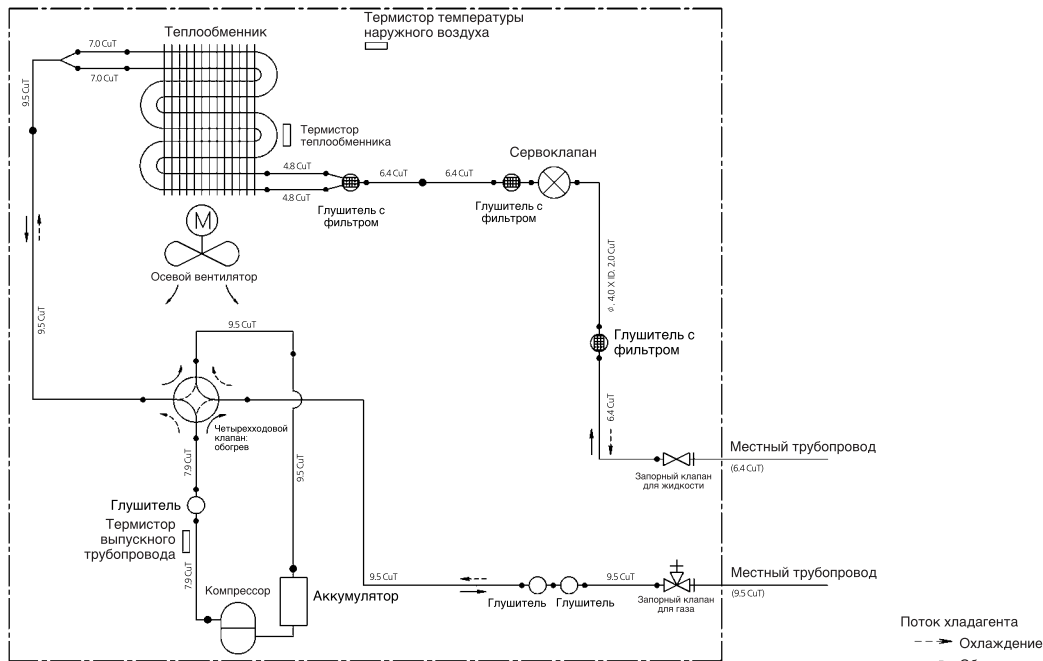 Термистор температуры
наружного воздуха
Теплообменник
7.0 CuT
7.0 CuT
9.5 CuT
Термистор
теплообменника
4.8 CuT
4.8 CuT
6.4 CuT
6.4 CuT
Сервоклапан
Глушитель с
фильтром
Глушитель с
фильтром
M
Осевой вентилятор
9.5 CuT
9.5 CuT
ϕ, 4.0 X ID. 2.0 CuT
Глушитель с
фильтром
6.4 CuT
Четырехходовой
клапан:
обогрев
7.9 CuT
9.5 CuT
Местный трубопровод
(6.4 CuT)
Запорный клапан
для жидкости
Глушитель
Термистор
выпускного
трубопровода
7.9 CuT
Компрессор
Аккумулятор
9.5 CuT
Глушитель
Глушитель
9.5 CuT
Запорный клапан
для газа
Местный трубопровод
(9.5 CuT)
Поток хладагента
Охлаждение